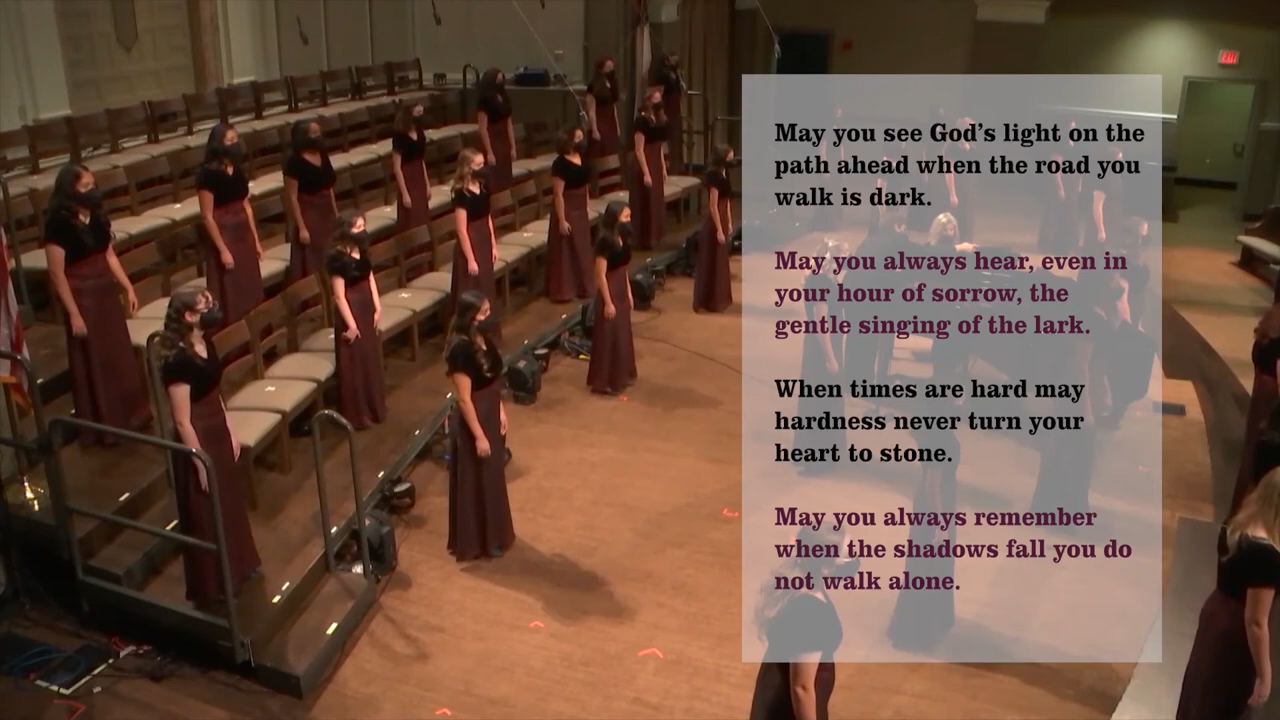 May you see God's light on the
path ahead when the road you
walk is dark.
May you always hear, even in
your hour of sorrow, the
gentle singing of the lark.
When times are hard may
hardness never turn your
heart to stone.
May you always remember
when the shadows fall you do
not walk alone.
EXIT